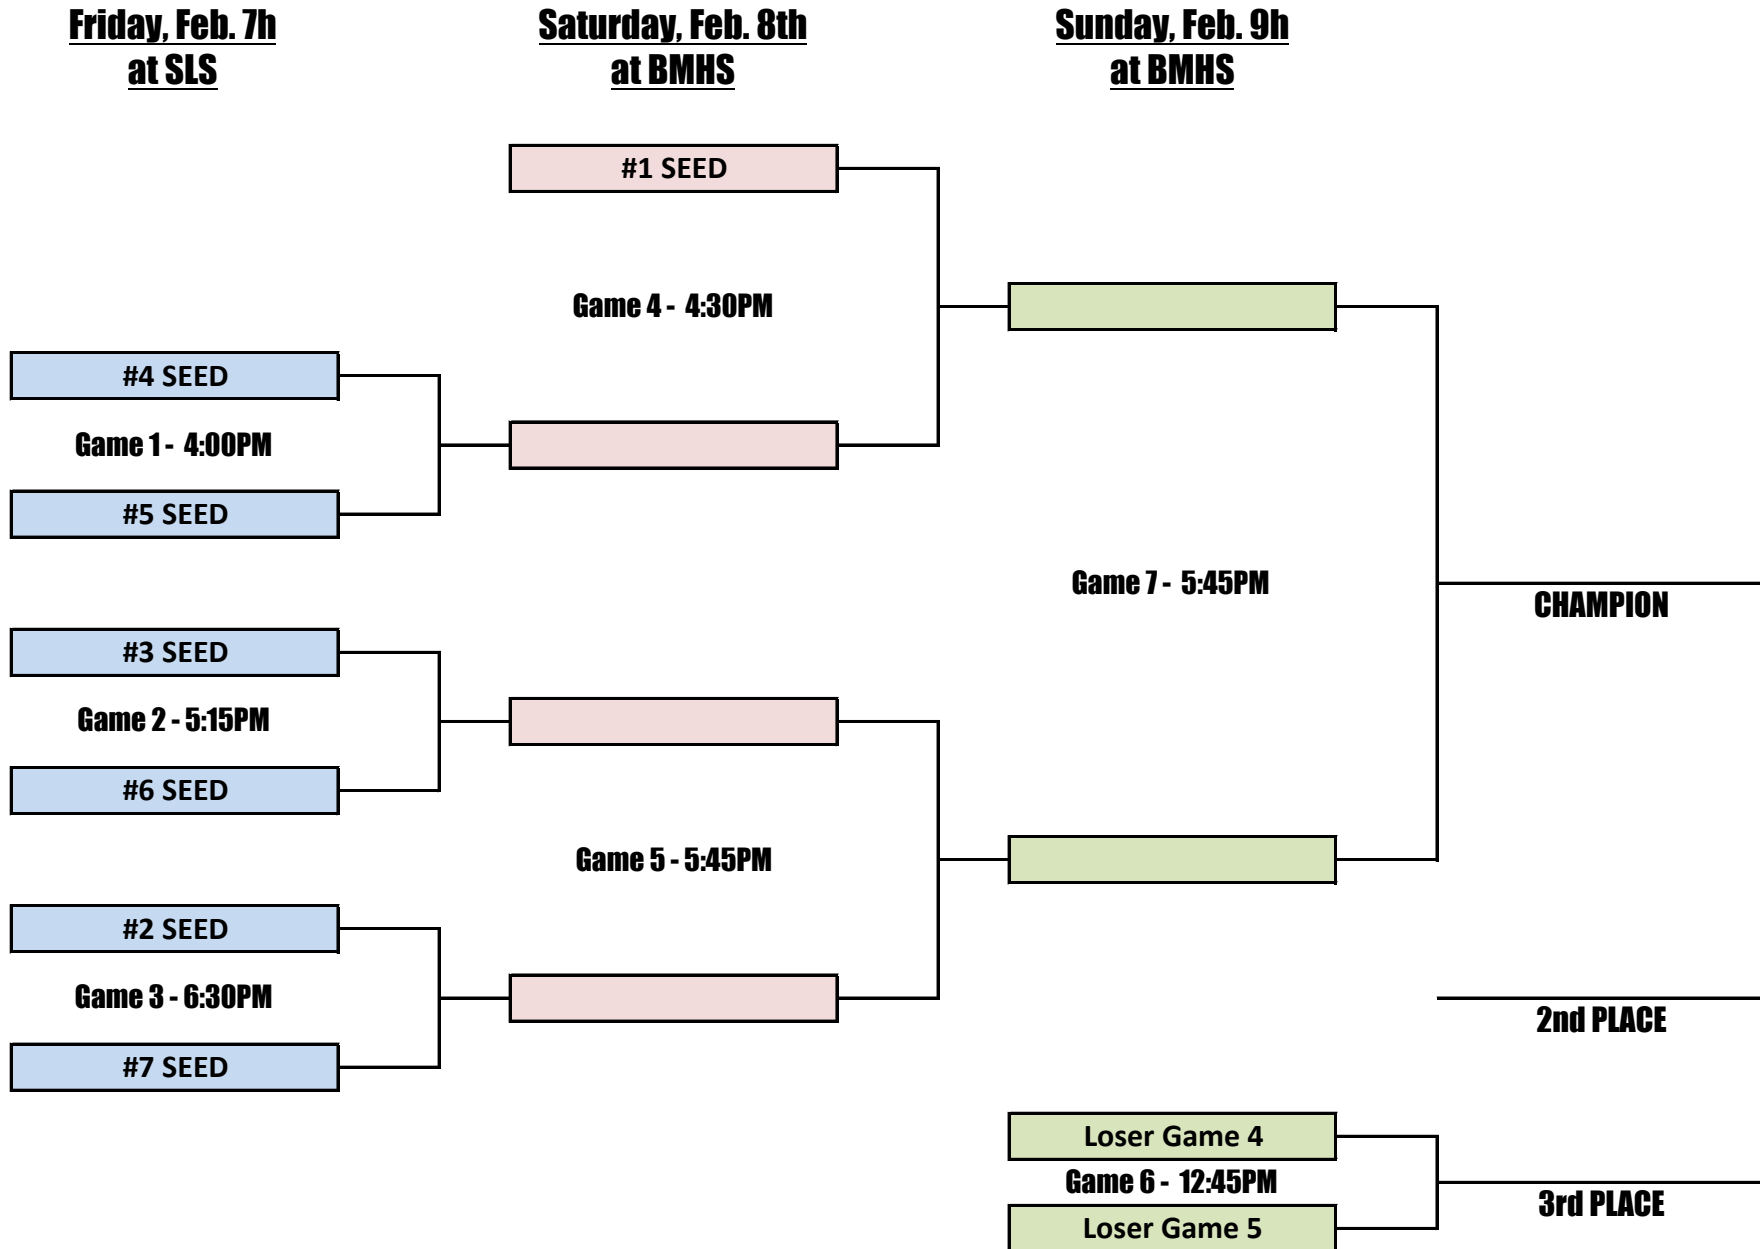 Friday, Feb. 7h
at SLS
Saturday, Feb. 8th
at BMHS
Sunday, Feb. 9h
at BMHS
#1 SEED
Game 4 - 4:30PM
#4 SEED
Game 1 - 4:00PM
#5 SEED
Game 7 - 5:45PM
CHAMPION
#3 SEED
Game 2 - 5:15PM
#6 SEED
Game 5 - 5:45PM
#2 SEED
Game 3 - 6:30PM
#7 SEED
2nd PLACE
Loser Game 4
Game 6 - 12:45PM
Loser Game 5
3rd PLACE